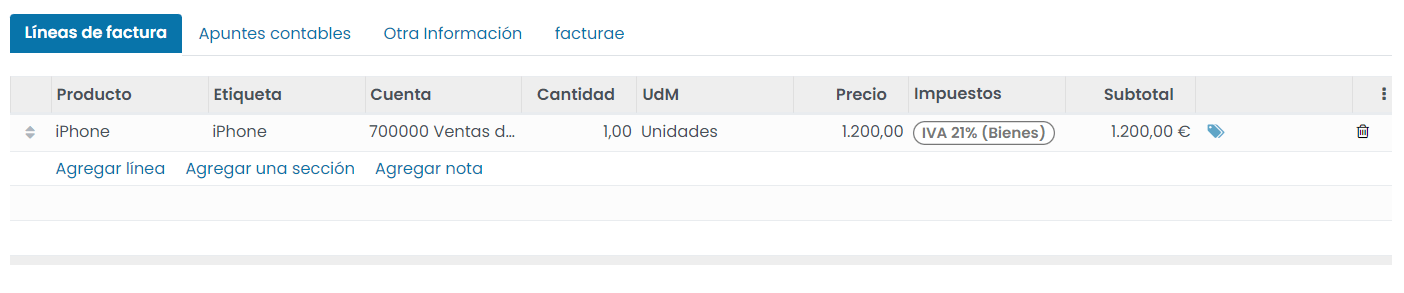 Líneas de factura Apuntes contables Otra Información facturae
Producto Etiqueta Cuenta Cantidad UdM Precio Impuestos Subtotal
iPhone iPhone 700000 Ventas d... 1,00 Unidades 1.200,00 IVA 21% (Bienes) 1.200,00 €
Agregar línea Agregar una sección Agregar nota